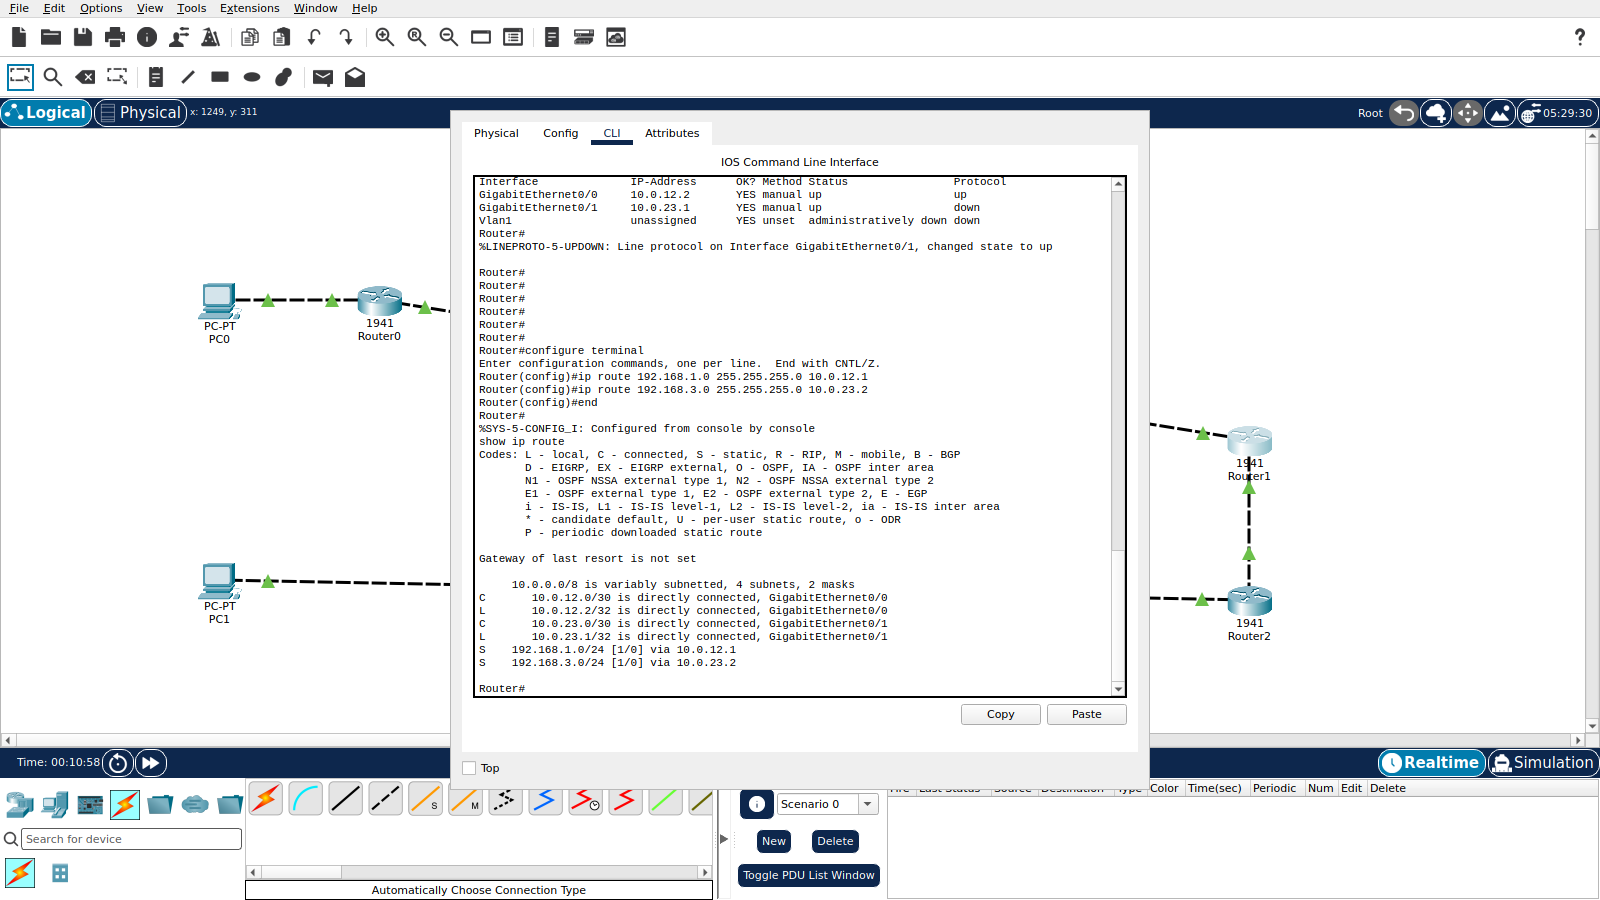 File Edit Options View Tools Extensions Window Help
Logical Physical x: 1249, y: 311 Root 05:29:30
Physical Config CLI Attributes
IOS Command Line Interface
Interface IP-Address OK? Method Status Protocol
GigabitEthernet0/0 10.0.12.2 YES manual up up
GigabitEthernet0/1 10.0.23.1 YES manual up down
Vlan1 unassigned YES unset administratively down down
Router#
%LINEPROTO-5-UPDOWN: Line protocol on Interface GigabitEthernet0/1, changed state to up
Router#
Router#
Router#
Router#
Router#
Router#
Router#configure terminal
Enter configuration commands, one per line. End with CNTL/Z.
Router(config)#ip route 192.168.1.0 255.255.255.0 10.0.12.1
Router(config)#ip route 192.168.3.0 255.255.255.0 10.0.23.2
Router(config)#end
Router#
%SYS-5-CONFIG_I: Configured from console by console
show ip route
Codes: L - local, C - connected, S - static, R - RIP, M - mobile, B - BGP
D - EIGRP, EX - EIGRP external, O - OSPF, IA - OSPF inter area
N1 - OSPF NSSA external type 1, N2 - OSPF NSSA external type 2
E1 - OSPF external type 1, E2 - OSPF external type 2, E - EGP
i - IS-IS, L1 - IS-IS level-1, L2 - IS-IS level-2, ia - IS-IS inter area
* - candidate default, U - per-user static route, o - ODR
P - periodic downloaded static route
Gateway of last resort is not set
10.0.0.0/8 is variably subnetted, 4 subnets, 2 masks
C 10.0.12.0/30 is directly connected, GigabitEthernet0/0
L 10.0.12.2/32 is directly connected, GigabitEthernet0/0
C 10.0.23.0/30 is directly connected, GigabitEthernet0/1
L 10.0.23.1/32 is directly connected, GigabitEthernet0/1
S 192.168.1.0/24 [1/0] via 10.0.12.1
S 192.168.3.0/24 [1/0] via 10.0.23.2
Router#
Copy Paste
Top
PC-PT
PC0
1941
Router0
PC-PT
PC1
1941
Router1
1941
Router2
Time: 00:10:58 Realtime Simulation
Search for device
S M
Automatically Choose Connection Type
Scenario 0
New Delete
Toggle PDU List Window
Fire Last Status Source Destination Type Color Time(sec) Periodic Num Edit Delete